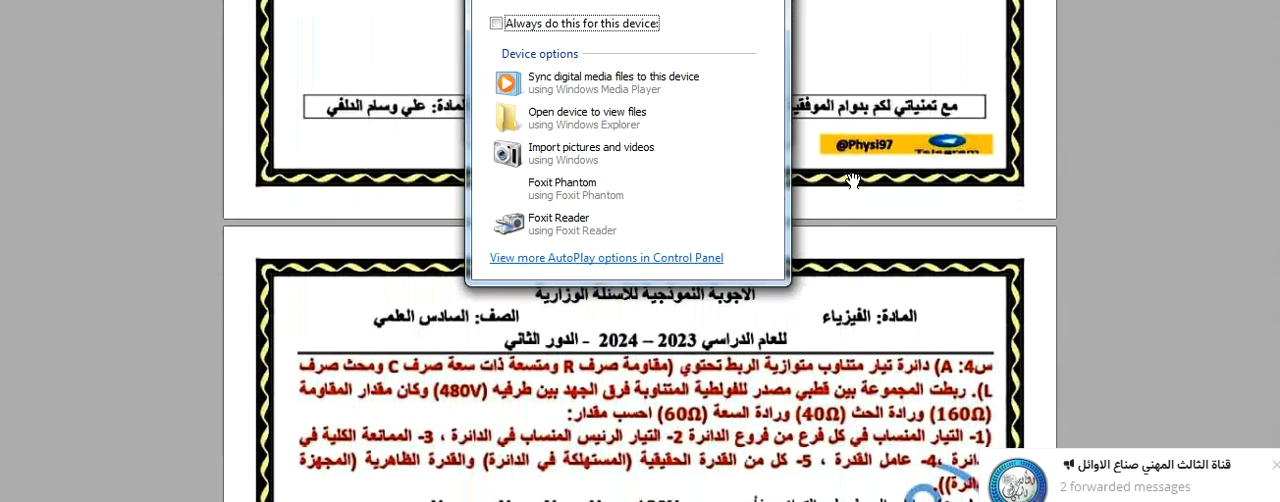 Always do this for this device:
Device options
Sync digital media files to this device
using Windows Media Player
Open device to view files
using Windows Explorer
Import pictures and videos
using Windows
Foxit Phantom
using Foxit Phantom
Foxit Reader
using Foxit Reader
View more AutoPlay options in Control Panel
مع تمنياتي لكم بدوام الموفقي
مادة: علي وسام الدلفي
@Physi97
Telegram
الاجوبة النموذجية للأسئلة الوزارية
المادة: الفيزياء
الصف: السادس العلمي
للعام الدراسي 2023 – 2024 - الدور الثاني
س4: A) دائرة تيار متناوب متوازية الربط تحتوي (مقاومة صرف R ومتسعة ذات سعة صرف C ومحث صرف
L). ربطت المجموعة بين قطبي مصدر للفولطية المتناوبة فرق الجهد بين طرفيه (480V) وكان مقدار المقاومة
(160Ω) ورادة الحث (40Ω) ورادة السعة (60Ω) احسب مقدار:
(1- التيار المنساب في كل فرع من فروع الدائرة 2- التيار الرئيس المنساب في الدائرة ، 3- الممانعة الكلية في
دائرة ،4- عامل القدرة ، 5- كل من القدرة الحقيقية (المستهلكة في الدائرة) والقدرة الظاهرية (المجهزة
ائرة)).
قناة الثالث المهني صناع الاوائل
2 forwarded messages